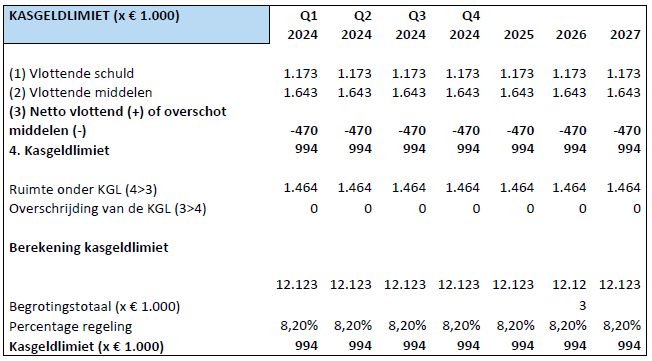 KASGELDLIMIET (x € 1.000) Q1 Q2 Q3 Q4
2024 2024 2024 2024 2025 2026 2027
(1) Vlottende schuld 1.173 1.173 1.173 1.173 1.173 1.173 1.173
(2) Vlottende middelen 1.643 1.643 1.643 1.643 1.643 1.643 1.643
(3) Netto vlottend (+) of overschot
middelen (-) -470 -470 -470 -470 -470 -470 -470
4. Kasgeldlimiet 994 994 994 994 994 994 994
Ruimte onder KGL (4>3) 1.464 1.464 1.464 1.464 1.464 1.464 1.464
Overschrijding van de KGL (3>4) 0 0 0 0 0 0 0
Berekening kasgeldlimiet
12.123 12.123 12.123 12.123 12.123 12.12 12.123
Begrotingstotaal (x € 1.000) 3
Percentage regeling 8,20% 8,20% 8,20% 8,20% 8,20% 8,20% 8,20%
Kasgeldlimiet (x € 1.000) 994 994 994 994 994 994 994